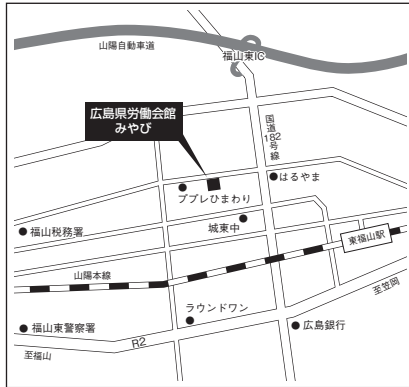 山陽自動車道
福山東IC
広島県労働会館
みやび
国道182号線
はるやま
ププレひまわり
城東中
福山税務署
東福山駅
山陽本線
至笠岡
ラウンドワン
広島銀行
福山東警察署
R2
至福山